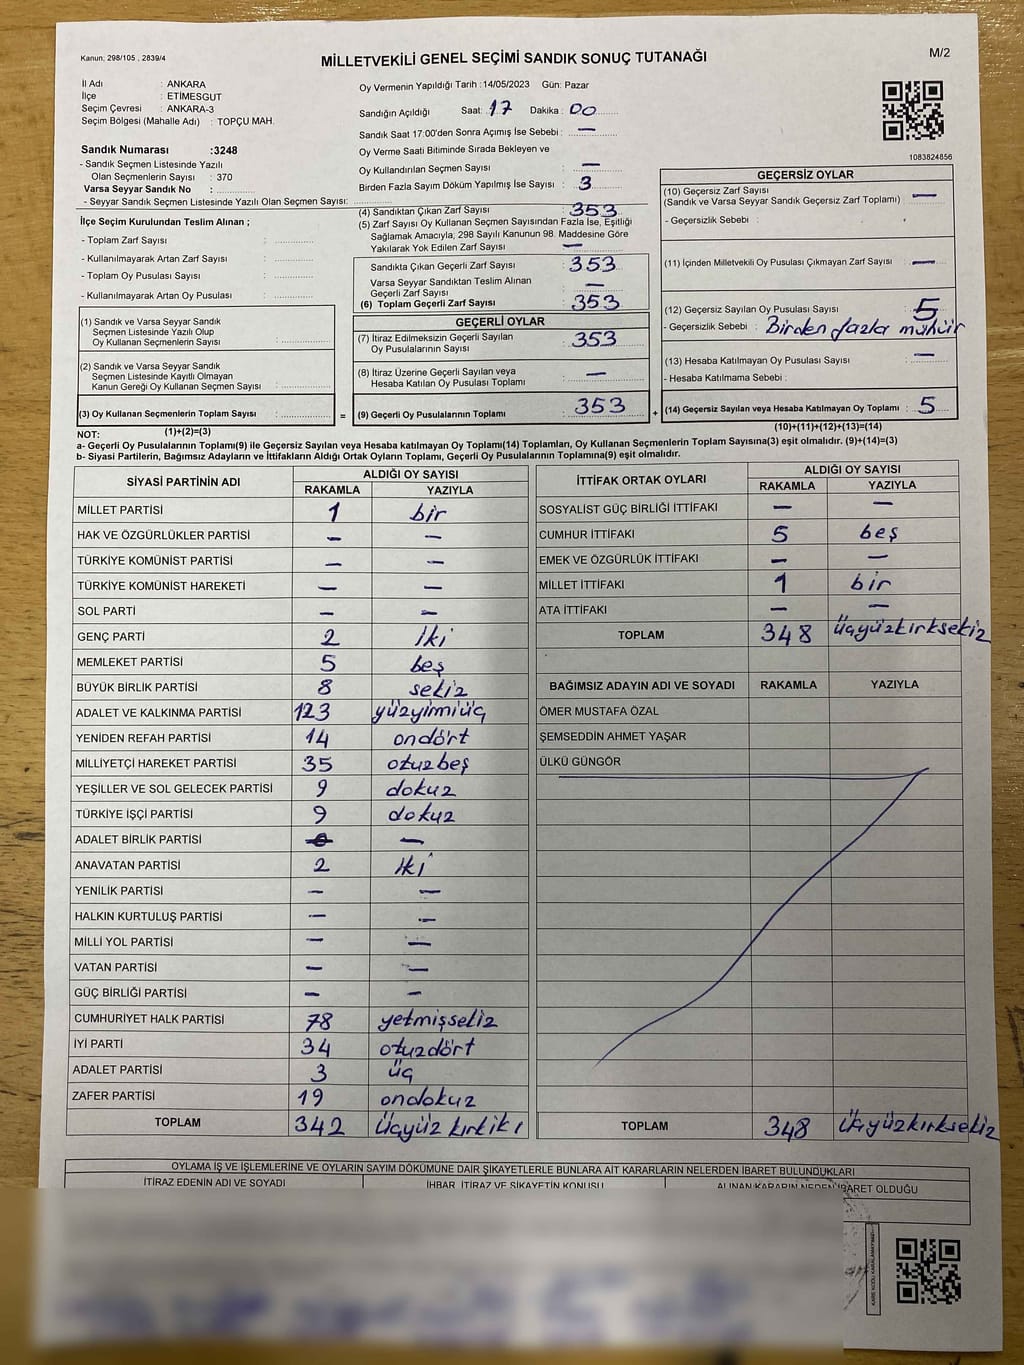 Kanun, 298/105 , 2839/4
MİLLETVEKİLİ GENEL SEÇİMİ SANDIK SONUÇ TUTANAĞI
M/2
İl Adı : ANKARA
İlçe : ETİMESGUT
Seçim Çevresi : ANKARA-3
Seçim Bölgesi (Mahalle Adı) : TOPÇU MAH.
Sandık Numarası :3248
- Sandık Seçmen Listesinde Yazılı
Olan Seçmenlerin Sayısı : 370
Varsa Seyyar Sandık No :
- Seyyar Sandık Seçmen Listesinde Yazılı Olan Seçmen Sayısı:
Oy Vermenin Yapıldığı Tarih :14/05/2023 Gün: Pazar
Sandığın Açıldığı Saat: 17 Dakika : 00
Sandık Saat 17:00'den Sonra Açımış İse Sebebi : —
Oy Verme Saati Bitiminde Sırada Bekleyen ve
Oy Kullandırılan Seçmen Sayısı : —
Birden Fazla Sayım Döküm Yapılmış İse Sayısı : 3
1083824856
İlçe Seçim Kurulundan Teslim Alınan ;
- Toplam Zarf Sayısı :
- Kullanılmayarak Artan Zarf Sayısı :
- Toplam Oy Pusulası Sayısı :
- Kullanılmayarak Artan Oy Pusulası :
(1) Sandık ve Varsa Seyyar Sandık
Seçmen Listesinde Yazılı Olup
Oy Kullanan Seçmenlerin Sayısı :
(2) Sandık ve Varsa Seyyar Sandık
Seçmen Listesinde Kayıtlı Olmayan
Kanun Gereği Oy Kullanan Seçmen Sayısı :
(3) Oy Kullanan Seçmenlerin Toplam Sayısı :
(1)+(2)=(3)
(4) Sandıktan Çıkan Zarf Sayısı : 353
(5) Zarf Sayısı Oy Kullanan Seçmen Sayısından Fazla İse, Eşitliği
Sağlamak Amacıyla, 298 Sayılı Kanunun 98. Maddesine Göre
Yakılarak Yok Edilen Zarf Sayısı : —
Sandıkta Çıkan Geçerli Zarf Sayısı : 353
Varsa Seyyar Sandıktan Teslim Alınan
Geçerli Zarf Sayısı : —
(6) Toplam Geçerli Zarf Sayısı : 353
GEÇERLİ OYLAR
(7) İtiraz Edilmeksizin Geçerli Sayılan
Oy Pusulalarının Sayısı : 353
(8) İtiraz Üzerine Geçerli Sayılan veya
Hesaba Katılan Oy Pusulası Toplamı : —
= (9) Geçerli Oy Pusulalarının Toplamı : 353 +
GEÇERSİZ OYLAR
(10) Geçersiz Zarf Sayısı
(Sandık ve Varsa Seyyar Sandık Geçersiz Zarf Toplamı) : —
- Geçersizlik Sebebi :
(11) İçinden Milletvekili Oy Pusulası Çıkmayan Zarf Sayısı : —
(12) Geçersiz Sayılan Oy Pusulası Sayısı : 5
- Geçersizlik Sebebi : Birden fazla mühür
(13) Hesaba Katılmayan Oy Pusulası Sayısı : —
- Hesaba Katılmama Sebebi :
(14) Geçersiz Sayılan veya Hesaba Katılmayan Oy Toplamı : 5
(10)+(11)+(12)+(13)=(14)
NOT:
a- Geçerli Oy Pusulalarının Toplamı(9) ile Geçersiz Sayılan veya Hesaba katılmayan Oy Toplamı(14) Toplamları, Oy Kullanan Seçmenlerin Toplam Sayısına(3) eşit olmalıdır. (9)+(14)=(3)
b- Siyasi Partilerin, Bağımsız Adayların ve İttifakların Aldığı Ortak Oyların Toplamı, Geçerli Oy Pusulalarının Toplamına(9) eşit olmalıdır.
SİYASİ PARTİNİN ADI ALDIĞI OY SAYISI
RAKAMLA YAZIYLA
MİLLET PARTİSİ 1 bir
HAK VE ÖZGÜRLÜKLER PARTİSİ — —
TÜRKİYE KOMÜNİST PARTİSİ — —
TÜRKİYE KOMÜNİST HAREKETİ — —
SOL PARTİ — —
GENÇ PARTİ 2 iki
MEMLEKET PARTİSİ 5 beş
BÜYÜK BİRLİK PARTİSİ 8 sekiz
ADALET VE KALKINMA PARTİSİ 123 yüzyirmiüç
YENİDEN REFAH PARTİSİ 14 ondört
MİLLİYETÇİ HAREKET PARTİSİ 35 otuzbeş
YEŞİLLER VE SOL GELECEK PARTİSİ 9 dokuz
TÜRKİYE İŞÇİ PARTİSİ 9 dokuz
ADALET BİRLİK PARTİSİ — —
ANAVATAN PARTİSİ 2 iki
YENİLİK PARTİSİ — —
HALKIN KURTULUŞ PARTİSİ — —
MİLLİ YOL PARTİSİ — —
VATAN PARTİSİ — —
GÜÇ BİRLİĞİ PARTİSİ — —
CUMHURİYET HALK PARTİSİ 78 yetmişsekiz
İYİ PARTİ 34 otuzdört
ADALET PARTİSİ 3 üç
ZAFER PARTİSİ 19 ondokuz
TOPLAM 342 üçyüz kırkiki
İTTİFAK ORTAK OYLARI ALDIĞI OY SAYISI
RAKAMLA YAZIYLA
SOSYALİST GÜÇ BİRLİĞİ İTTİFAKI — —
CUMHUR İTTİFAKI 5 beş
EMEK VE ÖZGÜRLÜK İTTİFAKI — —
MİLLET İTTİFAKI 1 bir
ATA İTTİFAKI — —
TOPLAM 348 üçyüzkırksekiz
BAĞIMSIZ ADAYIN ADI VE SOYADI RAKAMLA YAZIYLA
ÖMER MUSTAFA ÖZAL
ŞEMSEDDİN AHMET YAŞAR
ÜLKÜ GÜNGÖR
TOPLAM 348 üçyüzkırksekiz
OYLAMA İŞ VE İŞLEMLERİNE VE OYLARIN SAYIM DÖKÜMÜNE DAİR ŞİKAYETLERLE BUNLARA AİT KARARLARIN NELERDEN İBARET BULUNDUKLARI
İTİRAZ EDENİN ADI VE SOYADI İHBAR, İTİRAZ VE ŞİKAYETİN KONUSU ALINAN KARARIN NEDEN İBARET OLDUĞU